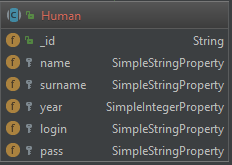 Human
_id String
name SimpleStringProperty
surname SimpleStringProperty
year SimpleIntegerProperty
login SimpleStringProperty
pass SimpleStringProperty